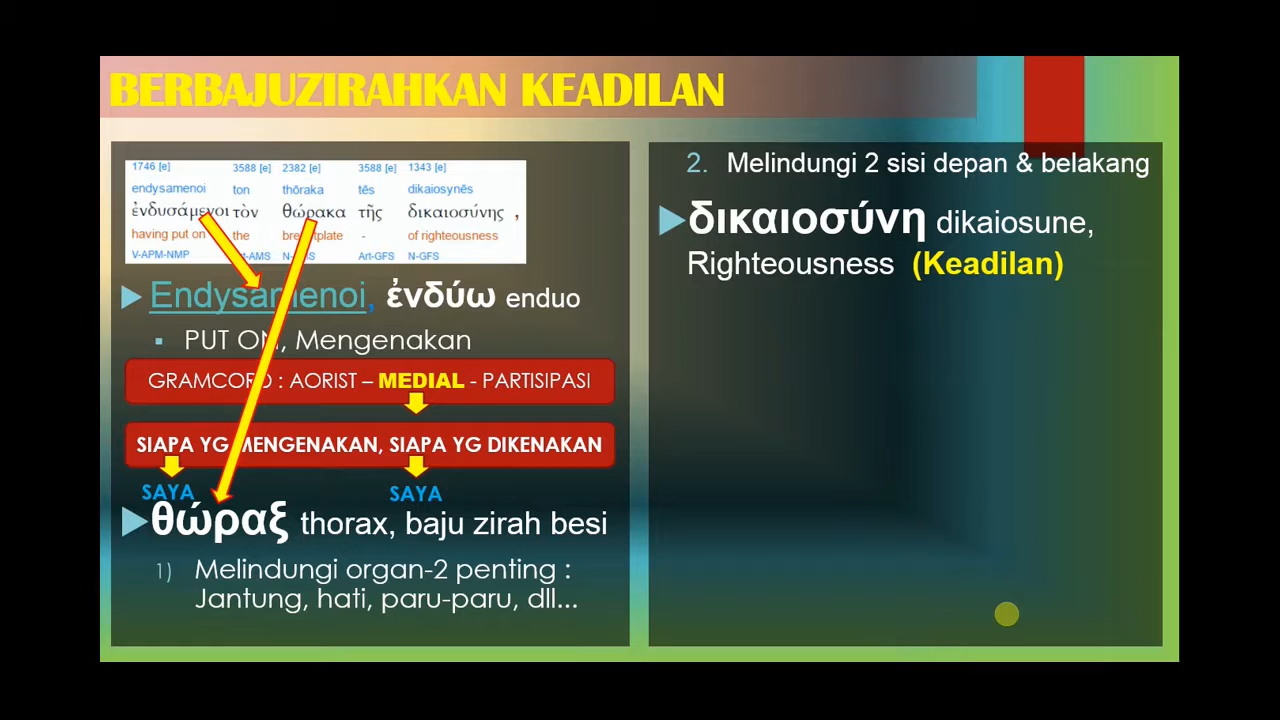 BERBAJUZIRAHKAN KEADILAN
1746 [e] 3588 [e] 2382 [e] 3588 [e] 1343 [e]
endysamenoi ton thōraka tēs dikaiosynēs
ἐνδυσάμενοι τὸν θώρακα τῆς δικαιοσύνης ,
having put on the breastplate - of righteousness
V-APM-NMP Art-AMS N-GFS
Art-GFS
Endysamenoi, ἐνδύω enduo
PUT ON, Mengenakan
GRAMCORD : AORIST – MEDIAL - PARTISIPASI
SIAPA YG MENGENAKAN, SIAPA YG DIKENAKAN
SAYA SAYA
θώραξ thorax, baju zirah besi
1) Melindungi organ-2 penting :
Jantung, hati, paru-paru, dll...
2. Melindungi 2 sisi depan & belakang
δικαιοσύνη dikaiosune,
Righteousness (Keadilan)